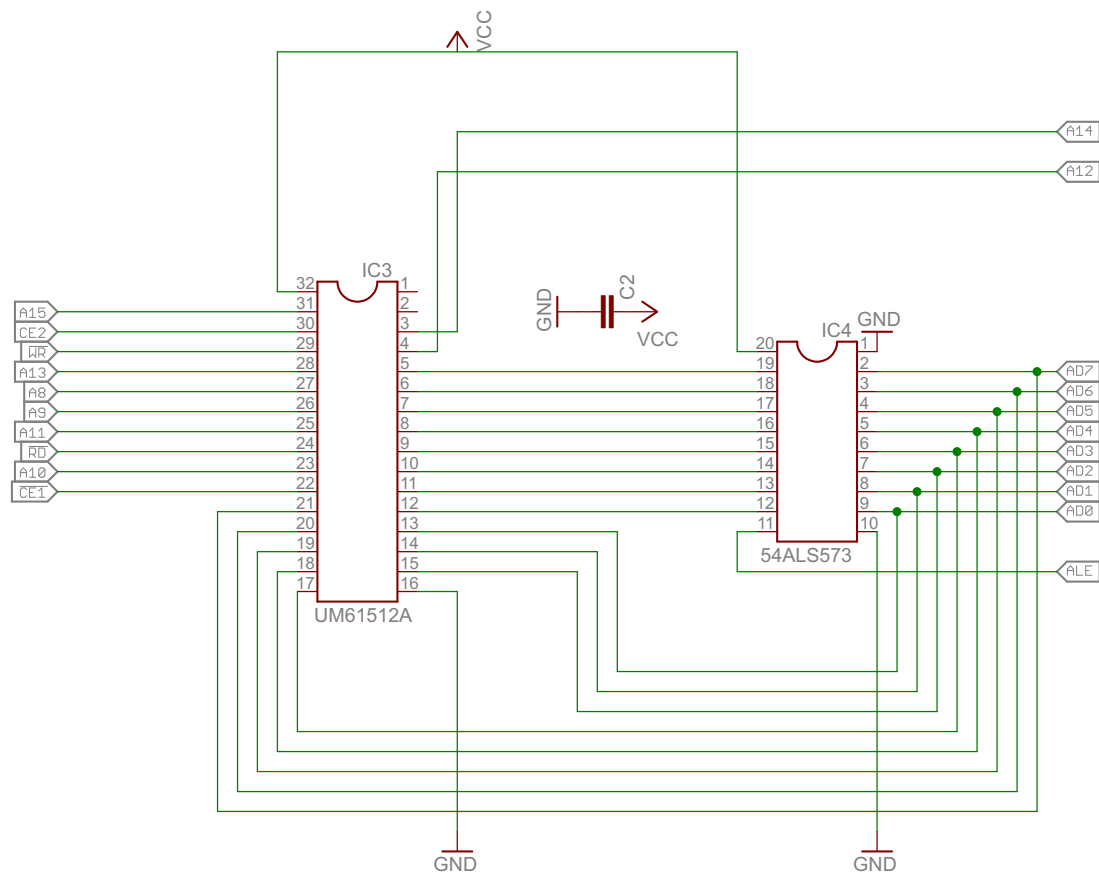 VCC
A14
A12
IC3
32 1
A15 31 2
CE2 30 3
W̅R̅ 29 4
A13 28 5
A8 27 6
A9 26 7
A11 25 8
R̅D̅ 24 9
A10 23 10
C̅E̅1̅ 22 11
21 12
20 13
19 14
18 15
17 16
UM61512A
GND
C2
VCC
IC4
GND
20 1
19 2 AD7
18 3 AD6
17 4 AD5
16 5 AD4
15 6 AD3
14 7 AD2
13 8 AD1
12 9 AD0
11 10
54ALS573
ALE
GND
GND